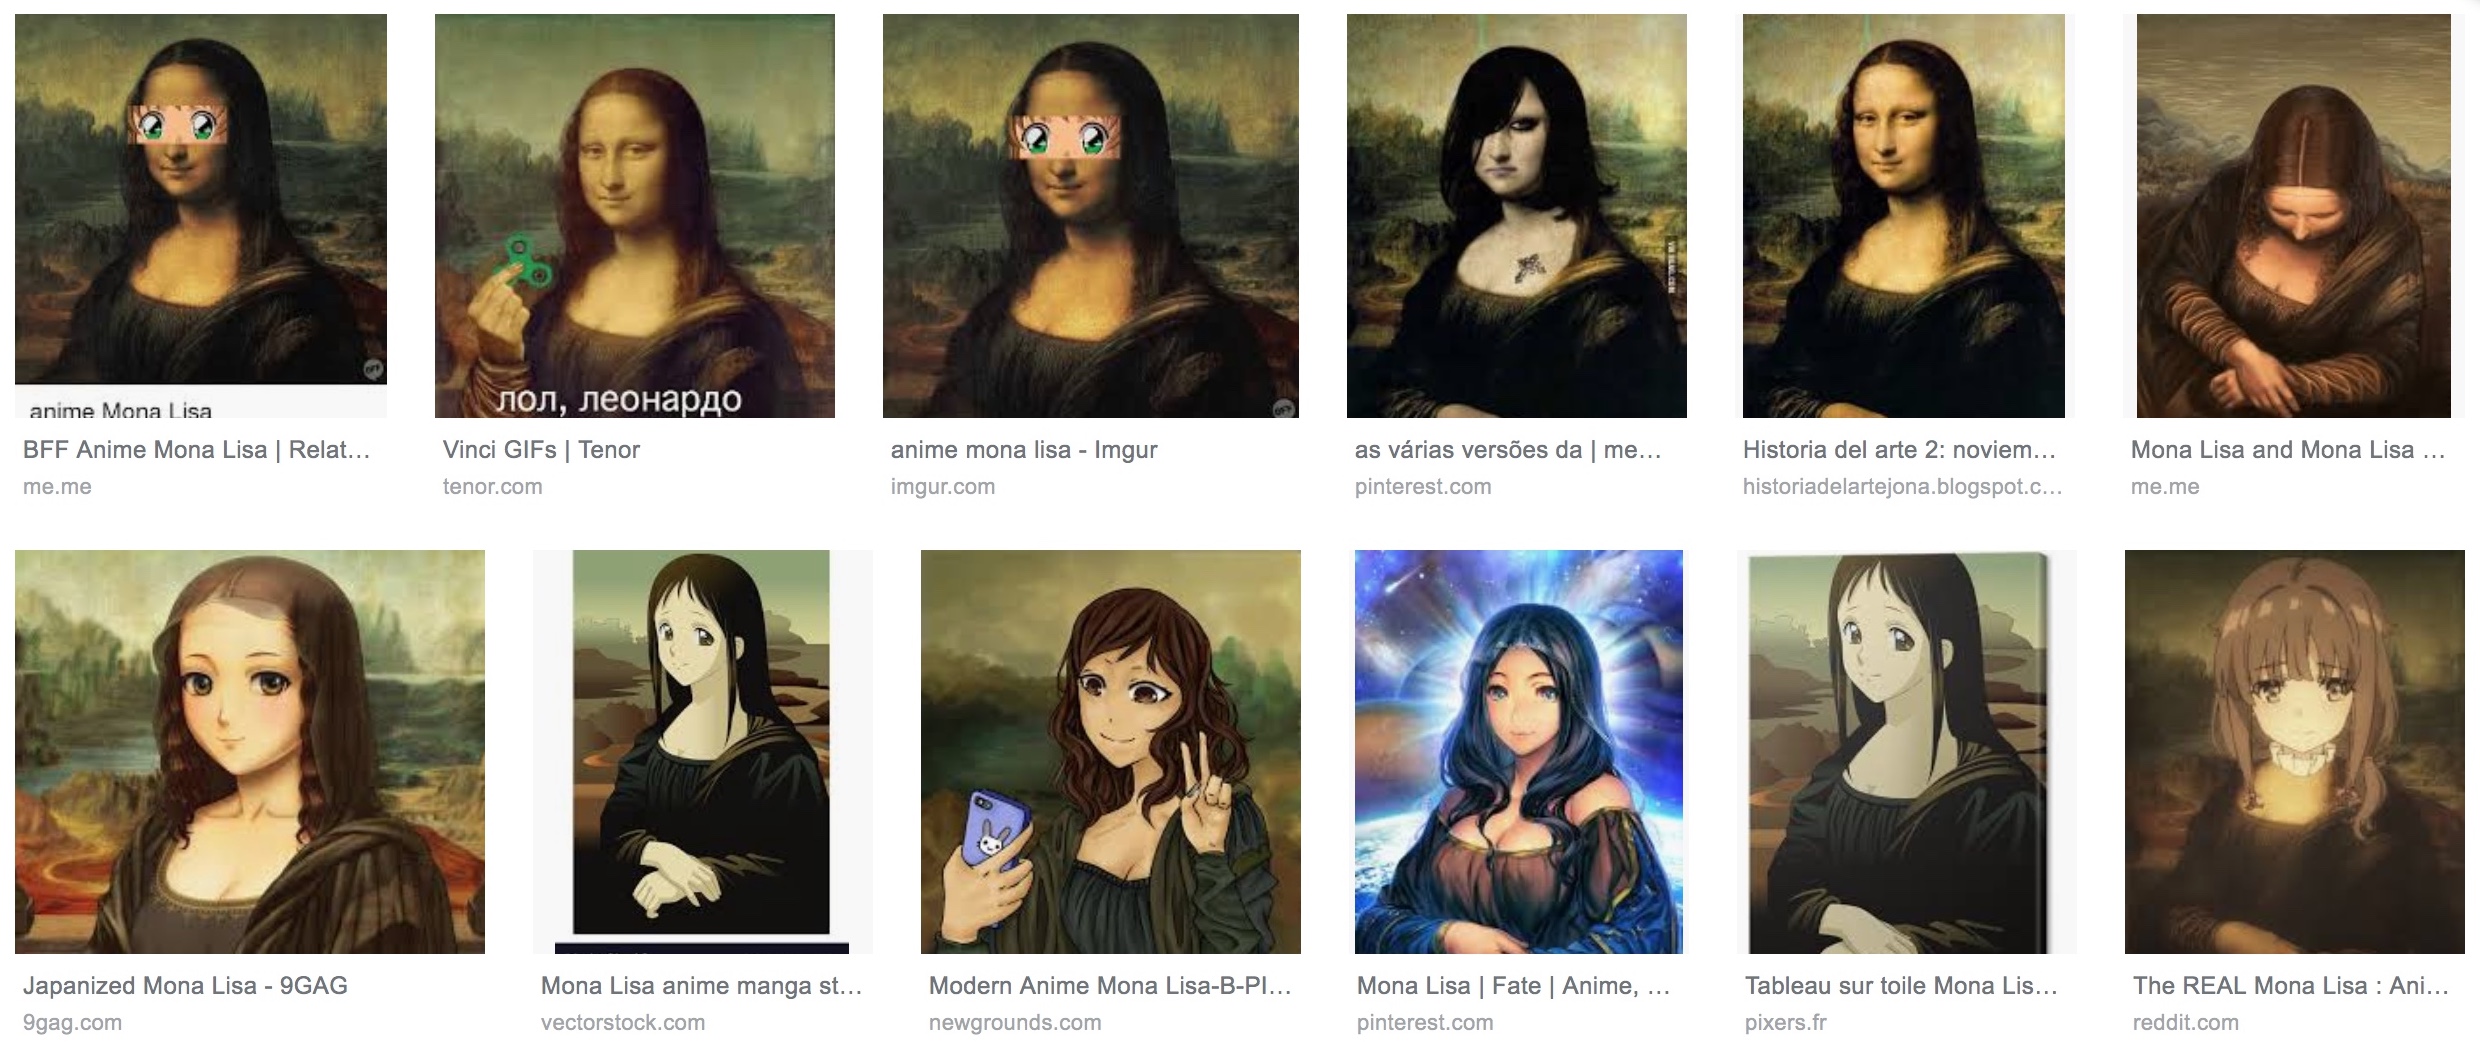 anime Mona Lisa
лол, леонардо
BFF Anime Mona Lisa | Relat...
me.me
Vinci GIFs | Tenor
tenor.com
anime mona lisa - Imgur
imgur.com
as várias versões da | me...
pinterest.com
Historia del arte 2: noviem...
historiadelartejona.blogspot.c...
Mona Lisa and Mona Lisa ...
me.me
Japanized Mona Lisa - 9GAG
9gag.com
Mona Lisa anime manga st...
vectorstock.com
Modern Anime Mona Lisa-B-Pl...
newgrounds.com
Mona Lisa | Fate | Anime, ...
pinterest.com
Tableau sur toile Mona Lis...
pixers.fr
The REAL Mona Lisa : Ani...
reddit.com